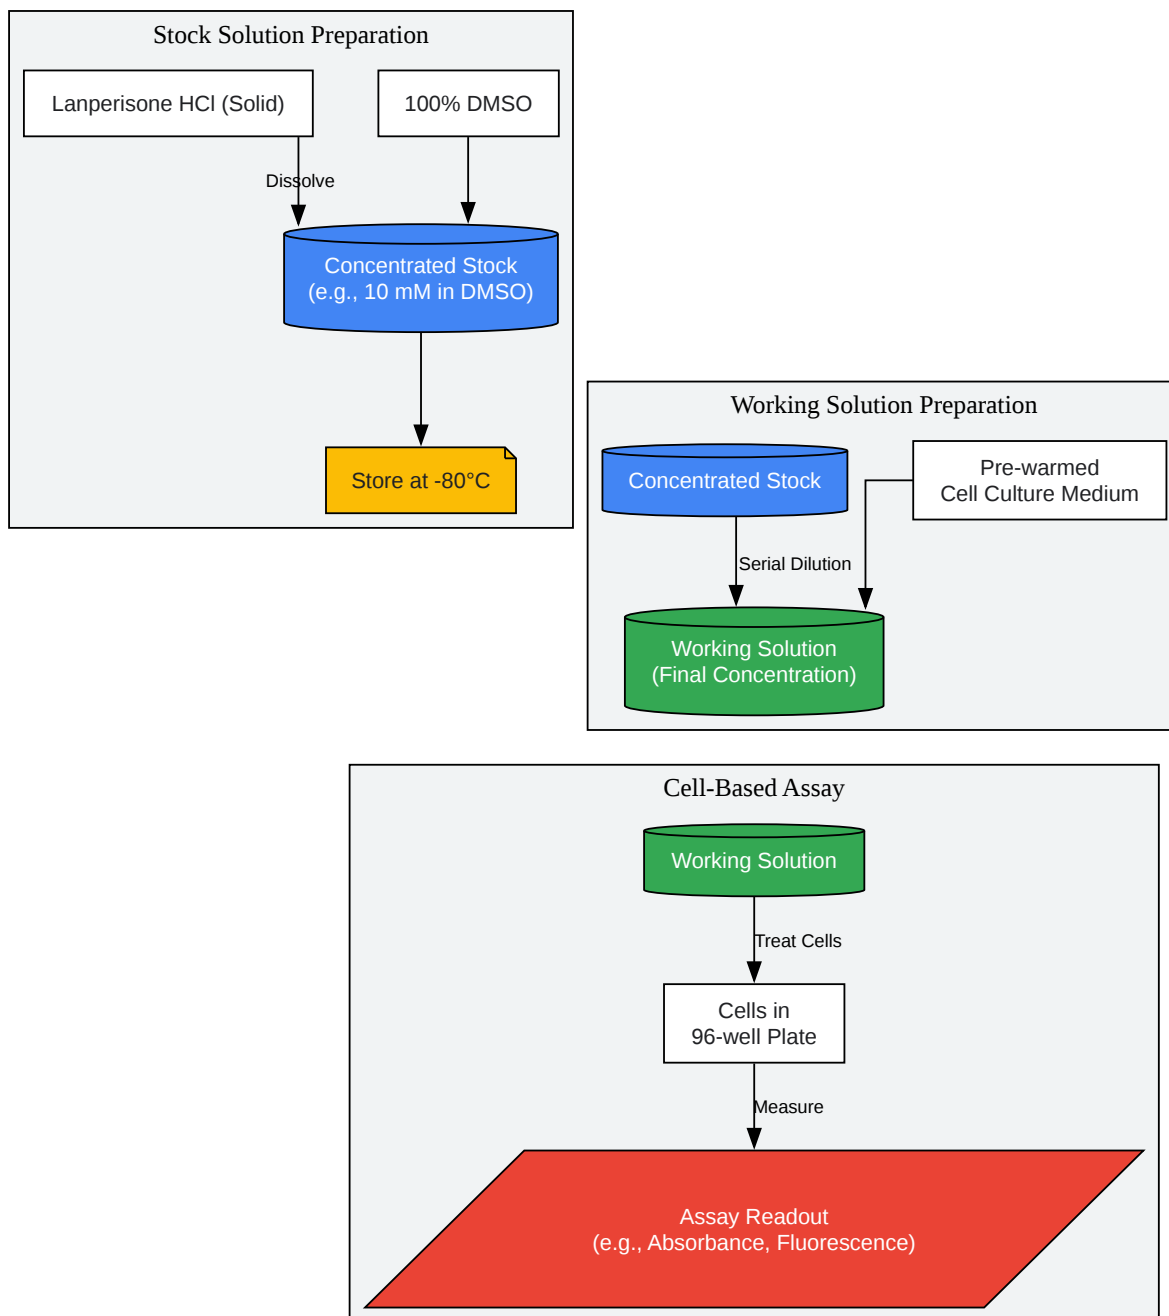 Stock Solution Preparation
Lanperisone HCl (Solid)
100% DMSO
Dissolve
Concentrated Stock
(e.g., 10 mM in DMSO)
Store at -80°C
Working Solution Preparation
Concentrated Stock
Pre-warmed
Cell Culture Medium
Serial Dilution
Working Solution
(Final Concentration)
Cell-Based Assay
Working Solution
Treat Cells
Cells in
96-well Plate
Measure
Assay Readout
(e.g., Absorbance, Fluorescence)